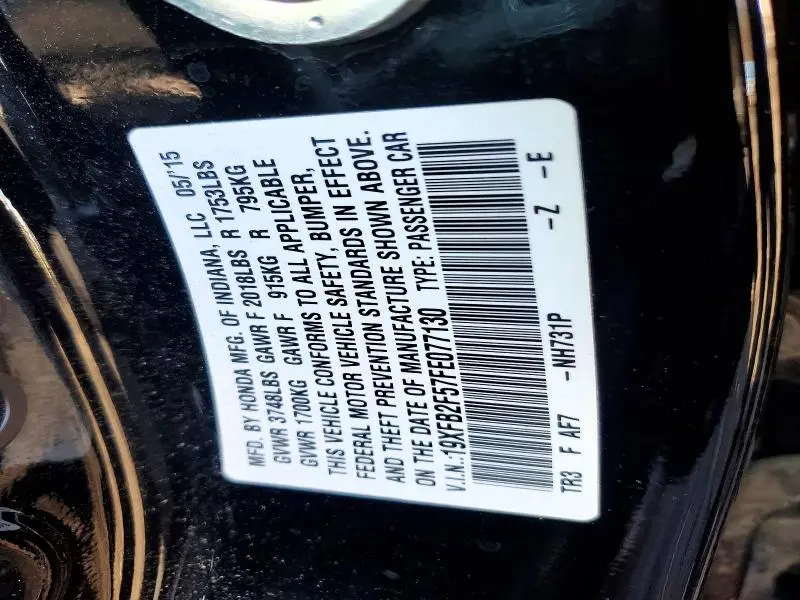 MFD. BY HONDA MFG. OF INDIANA, LLC 05/'15
GVWR 3748LBS GAWR F 2018LBS R 1753LBS
GVWR 1700KG GAWR F 915KG R 795KG
THIS VEHICLE CONFORMS TO ALL APPLICABLE
FEDERAL MOTOR VEHICLE SAFETY, BUMPER,
AND THEFT PREVENTION STANDARDS IN EFFECT
ON THE DATE OF MANUFACTURE SHOWN ABOVE.
V.I.N.:19XFB2F57FE077130 TYPE: PASSENGER CAR
TR3 F AF7 -NH731P -Z -E